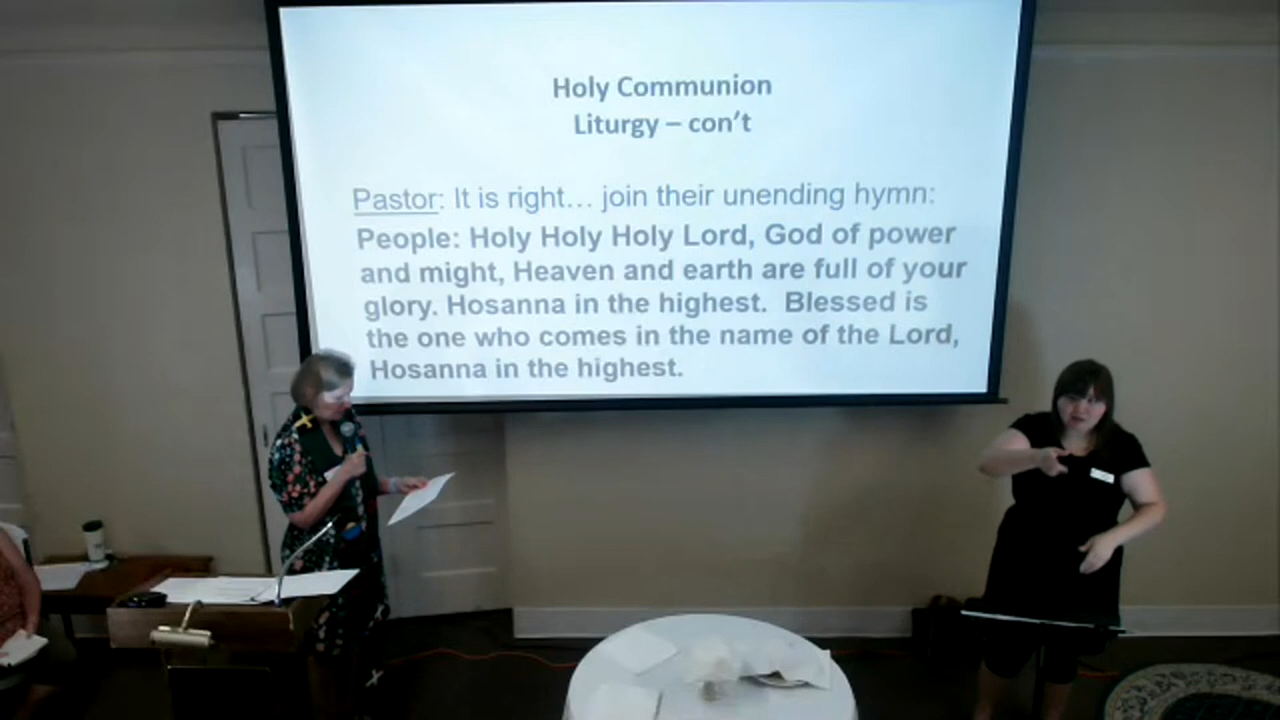 Holy Communion
Liturgy – con't
Pastor: It is right... join their unending hymn:
People: Holy Holy Holy Lord, God of power
and might, Heaven and earth are full of your
glory. Hosanna in the highest.  Blessed is
the one who comes in the name of the Lord,
Hosanna in the highest.